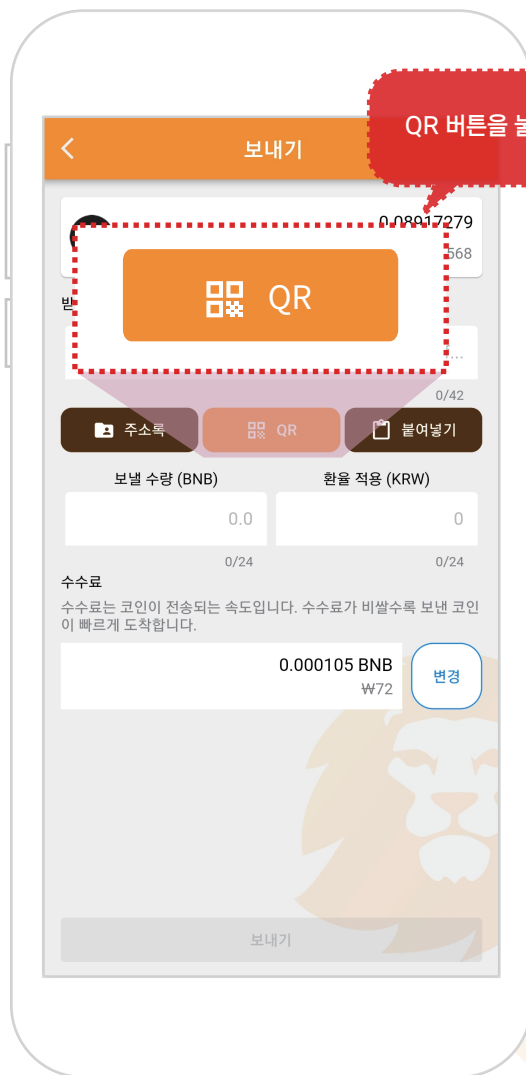 QR 버튼을
보내기
0.08917279
568
QR
0/42
주소록
QR
붙여넣기
보낼 수량 (BNB)
환율 적용 (KRW)
0.0
0
0/24
0/24
수수료
수수료는 코인이 전송되는 속도입니다. 수수료가 비쌀수록 보낸 코인
이 빠르게 도착합니다.
0.000105 BNB
₩72
변경
보내기